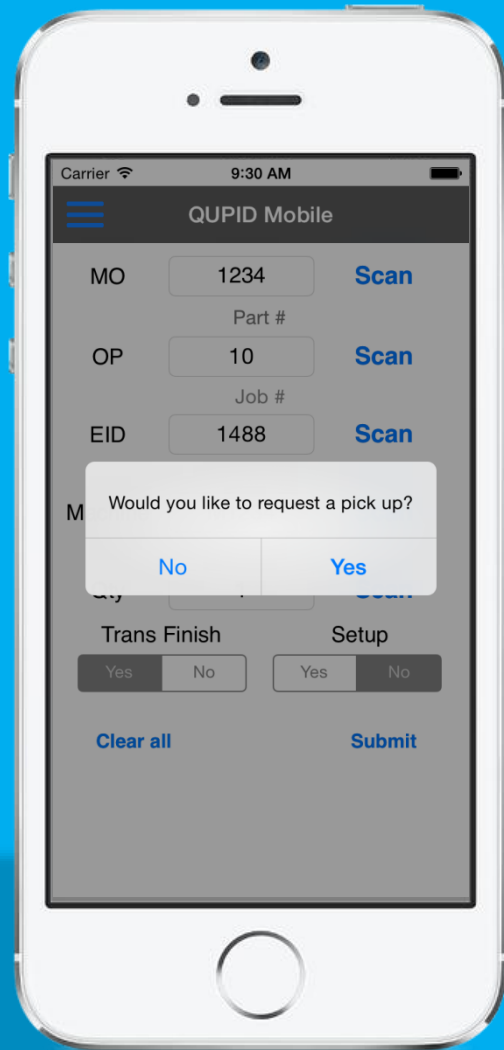 Carrier 9:30 AM
QUPID Mobile
MO 1234 Scan
Part #
OP 10 Scan
Job #
EID 1488 Scan
Would you like to request a pick up?
No Yes
Trans Finish Setup
Yes No Yes No
Clear all Submit